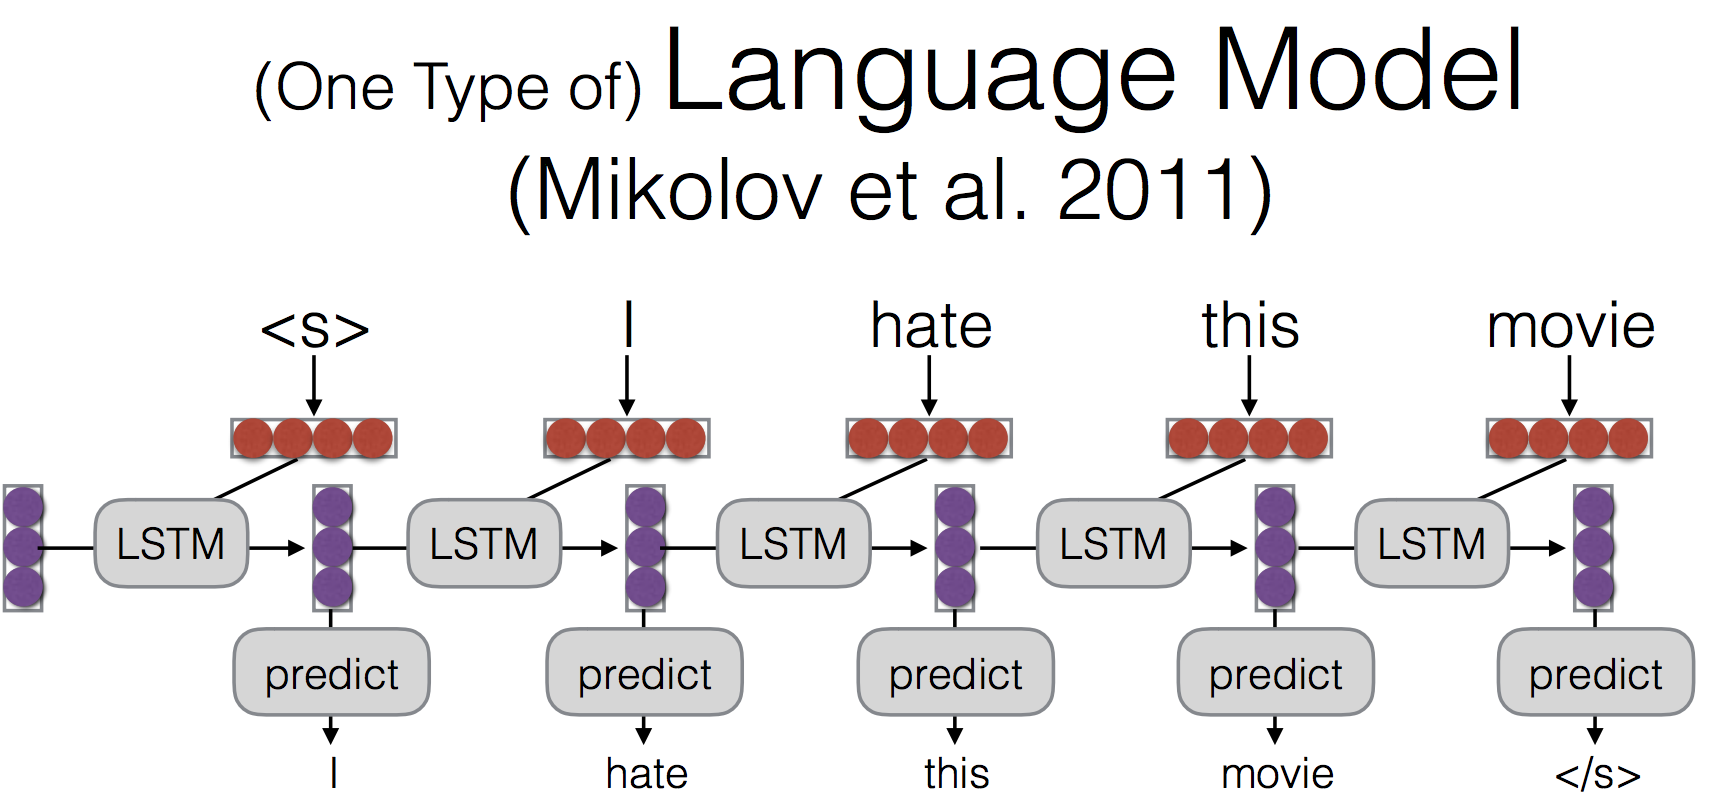 (One Type of) Language Model
(Mikolov et al. 2011)
<s> I hate this movie
LSTM LSTM LSTM LSTM LSTM
predict predict predict predict predict
I hate this movie </s>